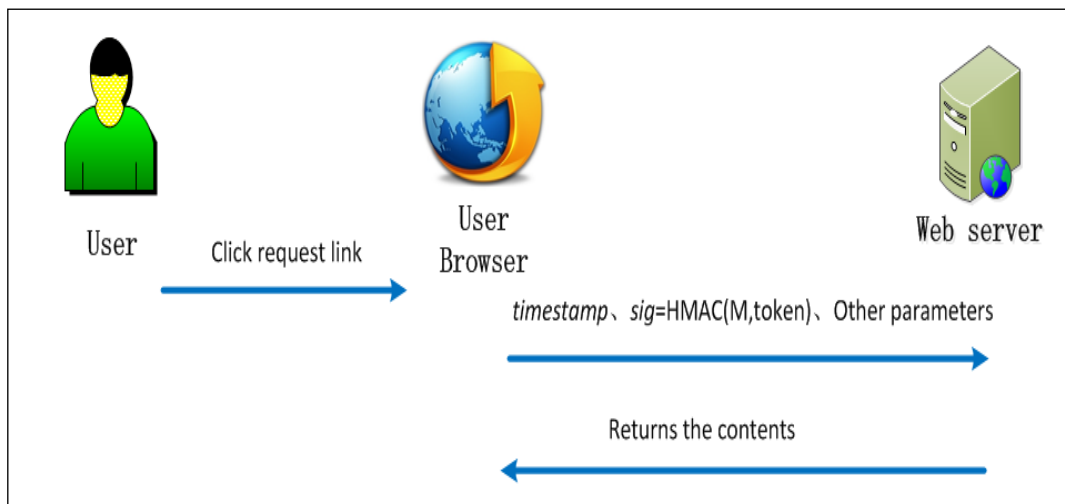 User
User
Browser
Web server
Click request link
timestamp、sig=HMAC(M,token)、Other parameters
Returns the contents